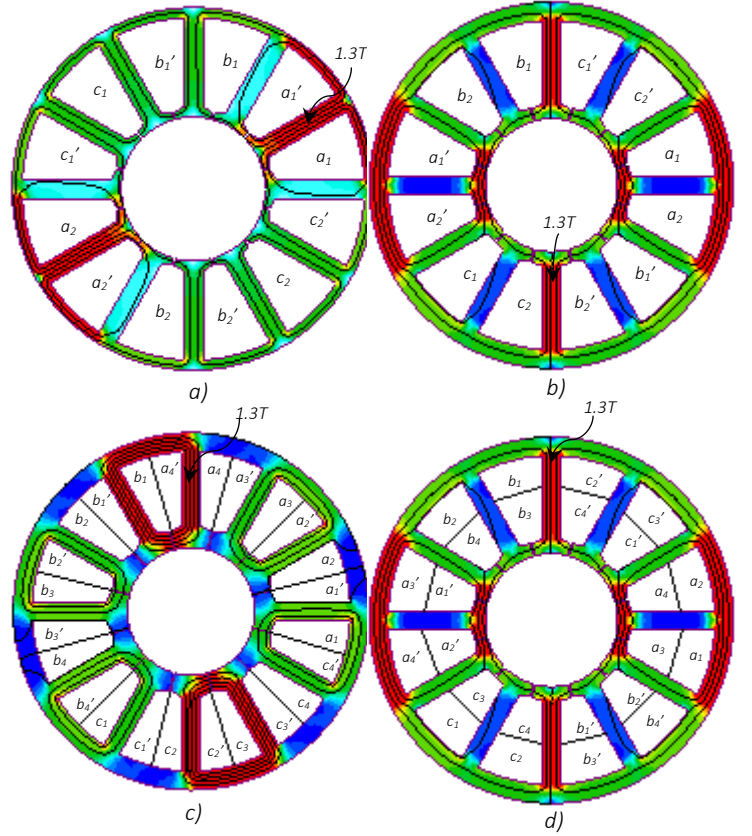 1.3T
b₁′
b₁
c₁
a₁′
c₁′
a₁
a₂
c₂′
a₂′
c₂
b₂
b₂′
a)
b₁
c₁′
b₂
c₂′
a₁′
a₁
a₂′
a₂
1.3T
c₁
b₁′
c₂
b₂′
b)
1.3T
b₁
a₄′
a₄
a₃′
b₁′
b₂
a₃
a₂′
b₂′
b₃
a₂
a₁′
b₃′
b₄
a₁
c₄′
b₄′
c₁
c₄
c₃′
c₁′
c₂
c₂′
c₃
c)
1.3T
b₁
c₂′
b₂
b₃
c₄′
c₃′
b₄
c₁′
a₃′
a₁′
a₄
a₂
a₄′
a₂′
a₃
a₁
c₃
b₂′
c₁
c₄
b₁′
b₄′
c₂
b₃′
d)